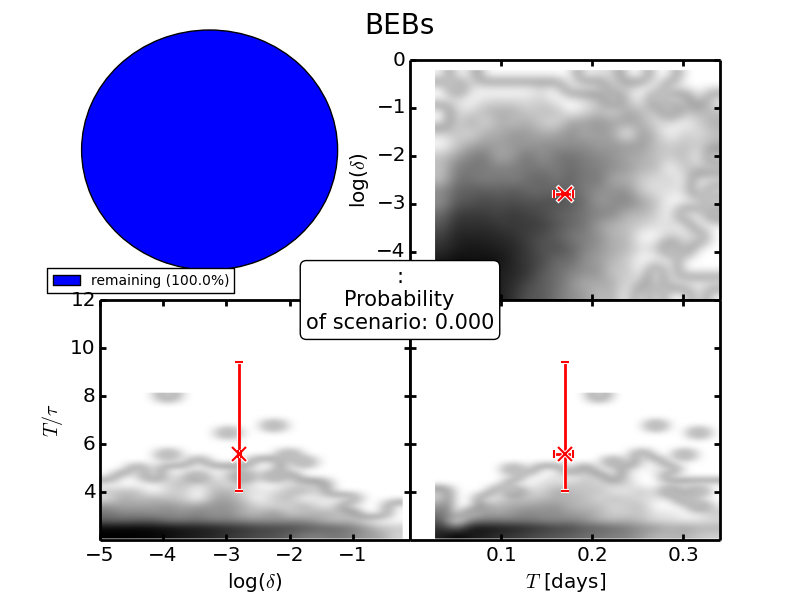 BEBs
0
−1
−2
−3
−4
log(δ)
remaining (100.0%)
:
Probability
of scenario: 0.000
12
10
8
6
4
T/τ
−5 −4 −3 −2 −1
log(δ)
0.1 0.2 0.3
T [days]